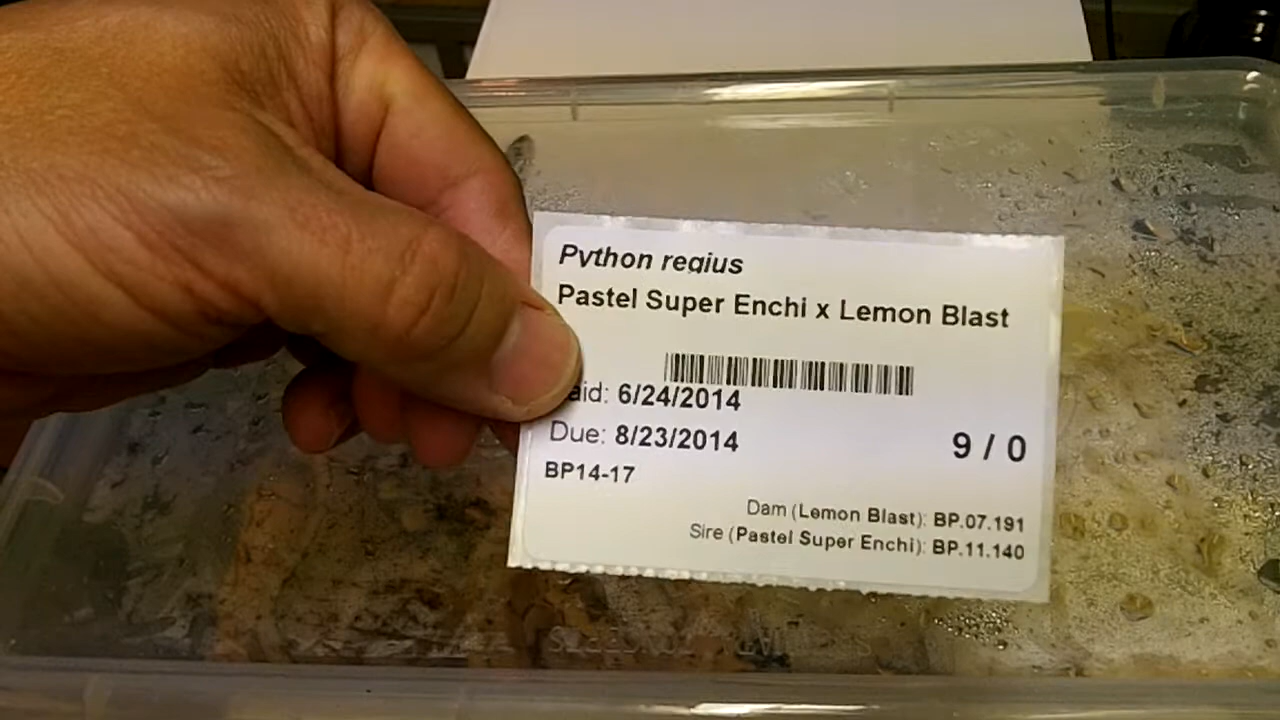 Python regius
Pastel Super Enchi x Lemon Blast
aid: 6/24/2014
Due: 8/23/2014
9 / 0
BP14-17
Dam (Lemon Blast): BP.07.191
Sire (Pastel Super Enchi): BP.11.140